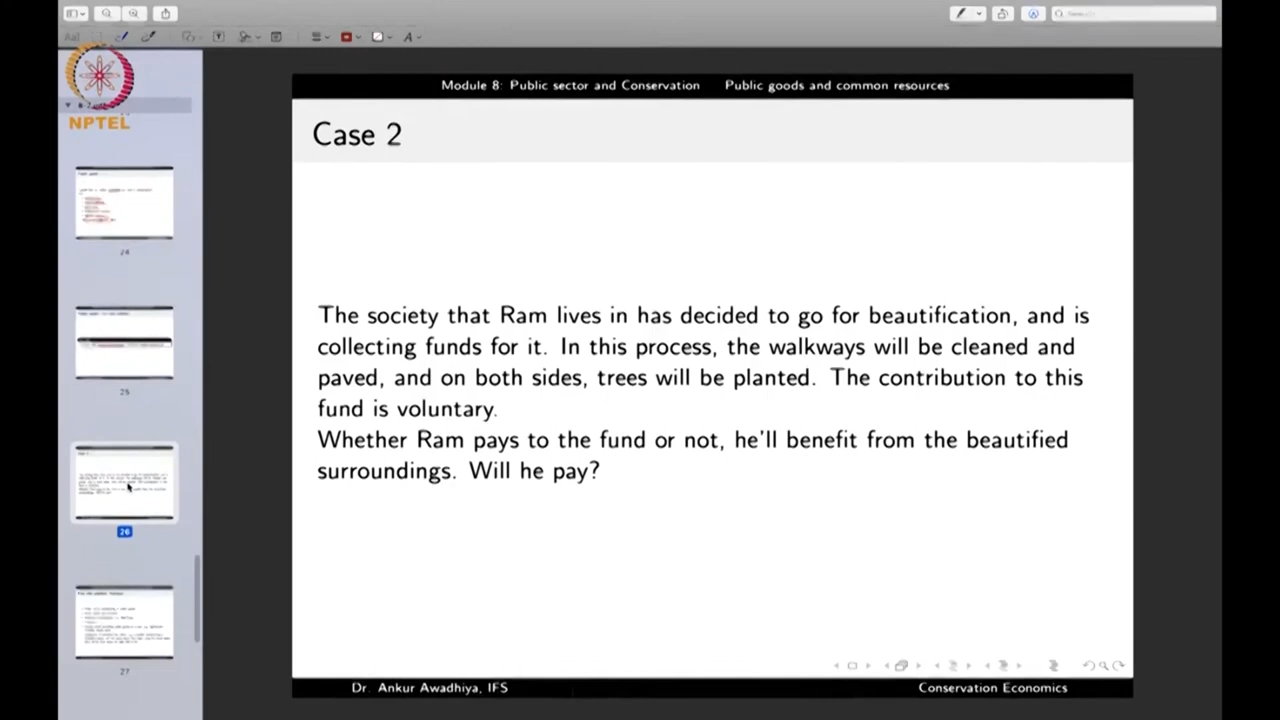 NPTEL
24
25
26
27
Module 8: Public sector and Conservation Public goods and common resources
Case 2
The society that Ram lives in has decided to go for beautification, and is
collecting funds for it. In this process, the walkways will be cleaned and
paved, and on both sides, trees will be planted. The contribution to this
fund is voluntary.
Whether Ram pays to the fund or not, he'll benefit from the beautified
surroundings. Will he pay?
Dr. Ankur Awadhiya, IFS Conservation Economics